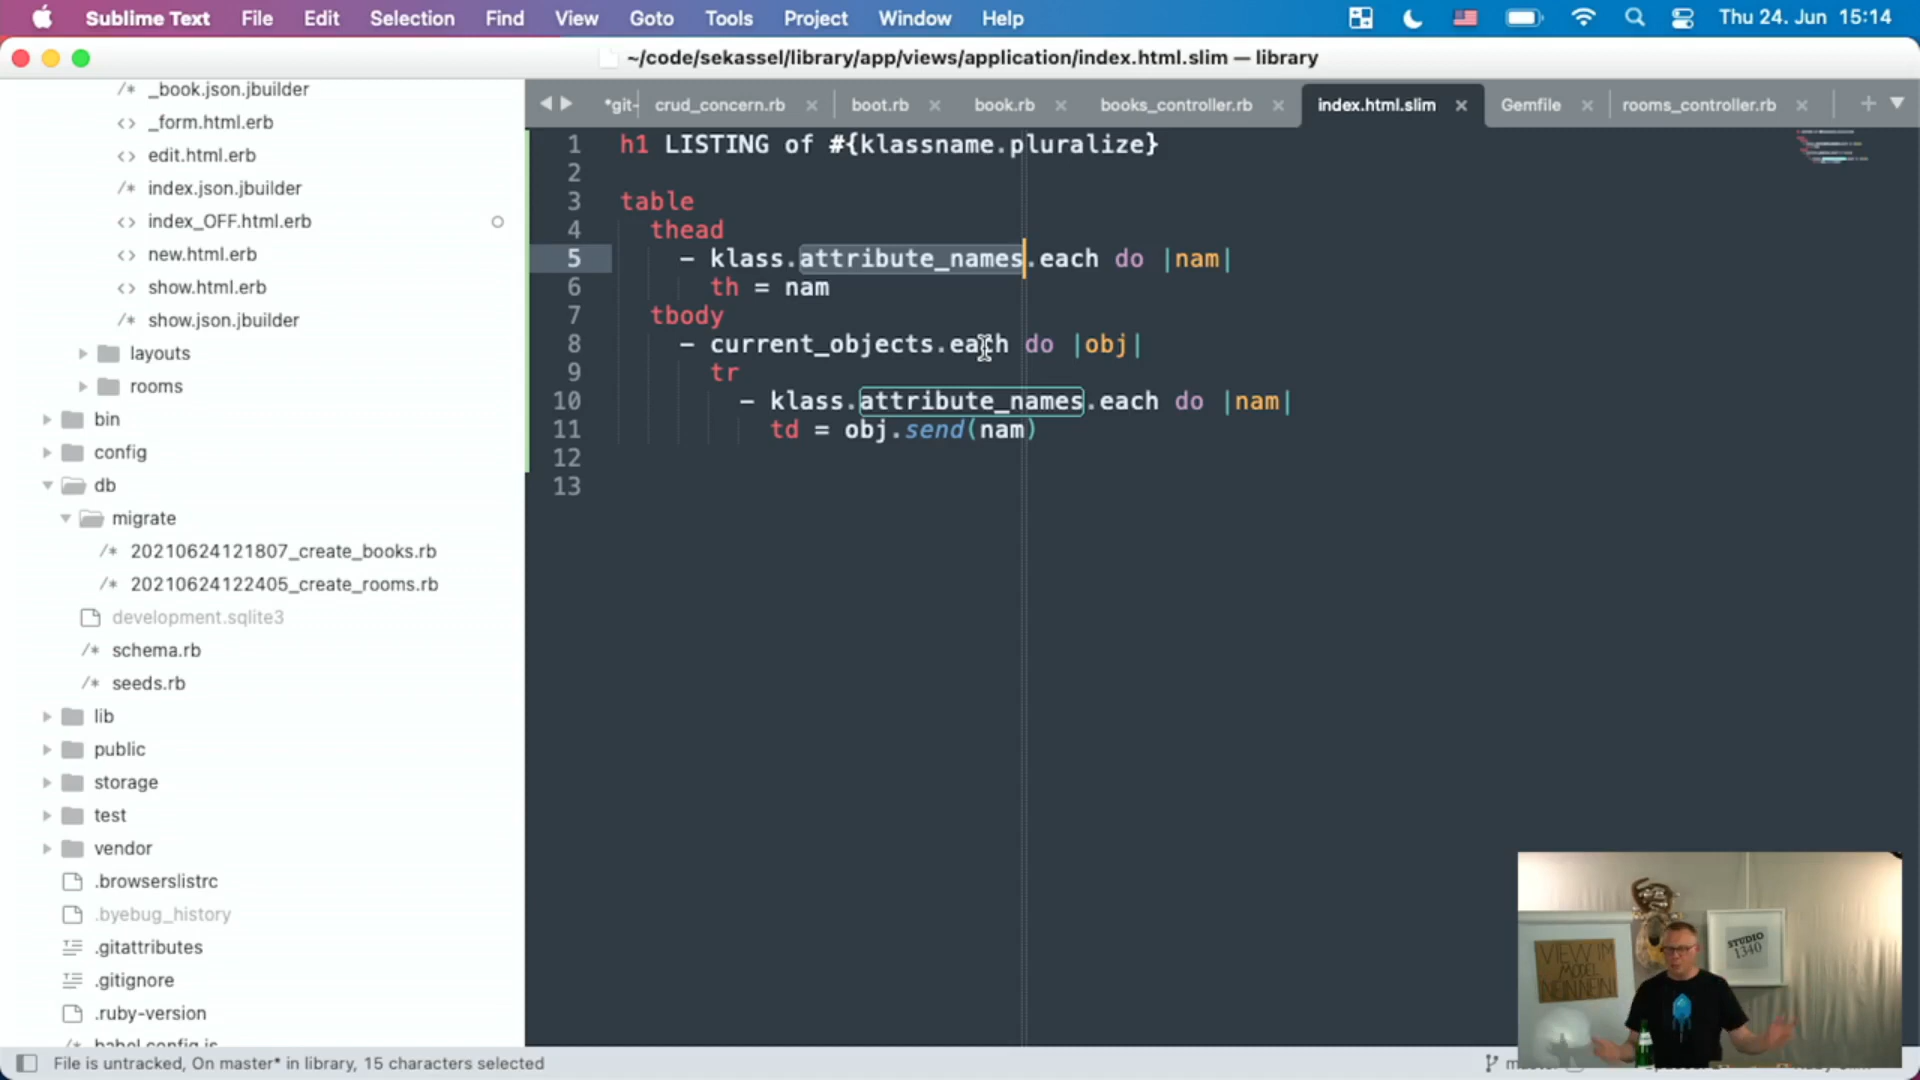 Sublime Text File Edit Selection Find View Goto Tools Project Window Help Thu 24. Jun 15:14
~/code/sekassel/library/app/views/application/index.html.slim — library
_book.json.jbuilder
_form.html.erb
edit.html.erb
index.json.jbuilder
index_OFF.html.erb
new.html.erb
show.html.erb
show.json.jbuilder
layouts
rooms
bin
config
db
migrate
20210624121807_create_books.rb
20210624122405_create_rooms.rb
development.sqlite3
schema.rb
seeds.rb
lib
public
storage
test
vendor
.browserslistrc
.byebug_history
.gitattributes
.gitignore
.ruby-version
babel.config.js
*git- crud_concern.rb boot.rb book.rb books_controller.rb index.html.slim Gemfile rooms_controller.rb
1 h1 LISTING of #{klassname.pluralize}
2
3 table
4 thead
5 - klass.attribute_names.each do |nam|
6 th = nam
7 tbody
8 - current_objects.each do |obj|
9 tr
10 - klass.attribute_names.each do |nam|
11 td = obj.send(nam)
12
13
VIEW IM
MODEL
NEIN NEIN!
STUDIO
1340
File is untracked, On master* in library, 15 characters selected